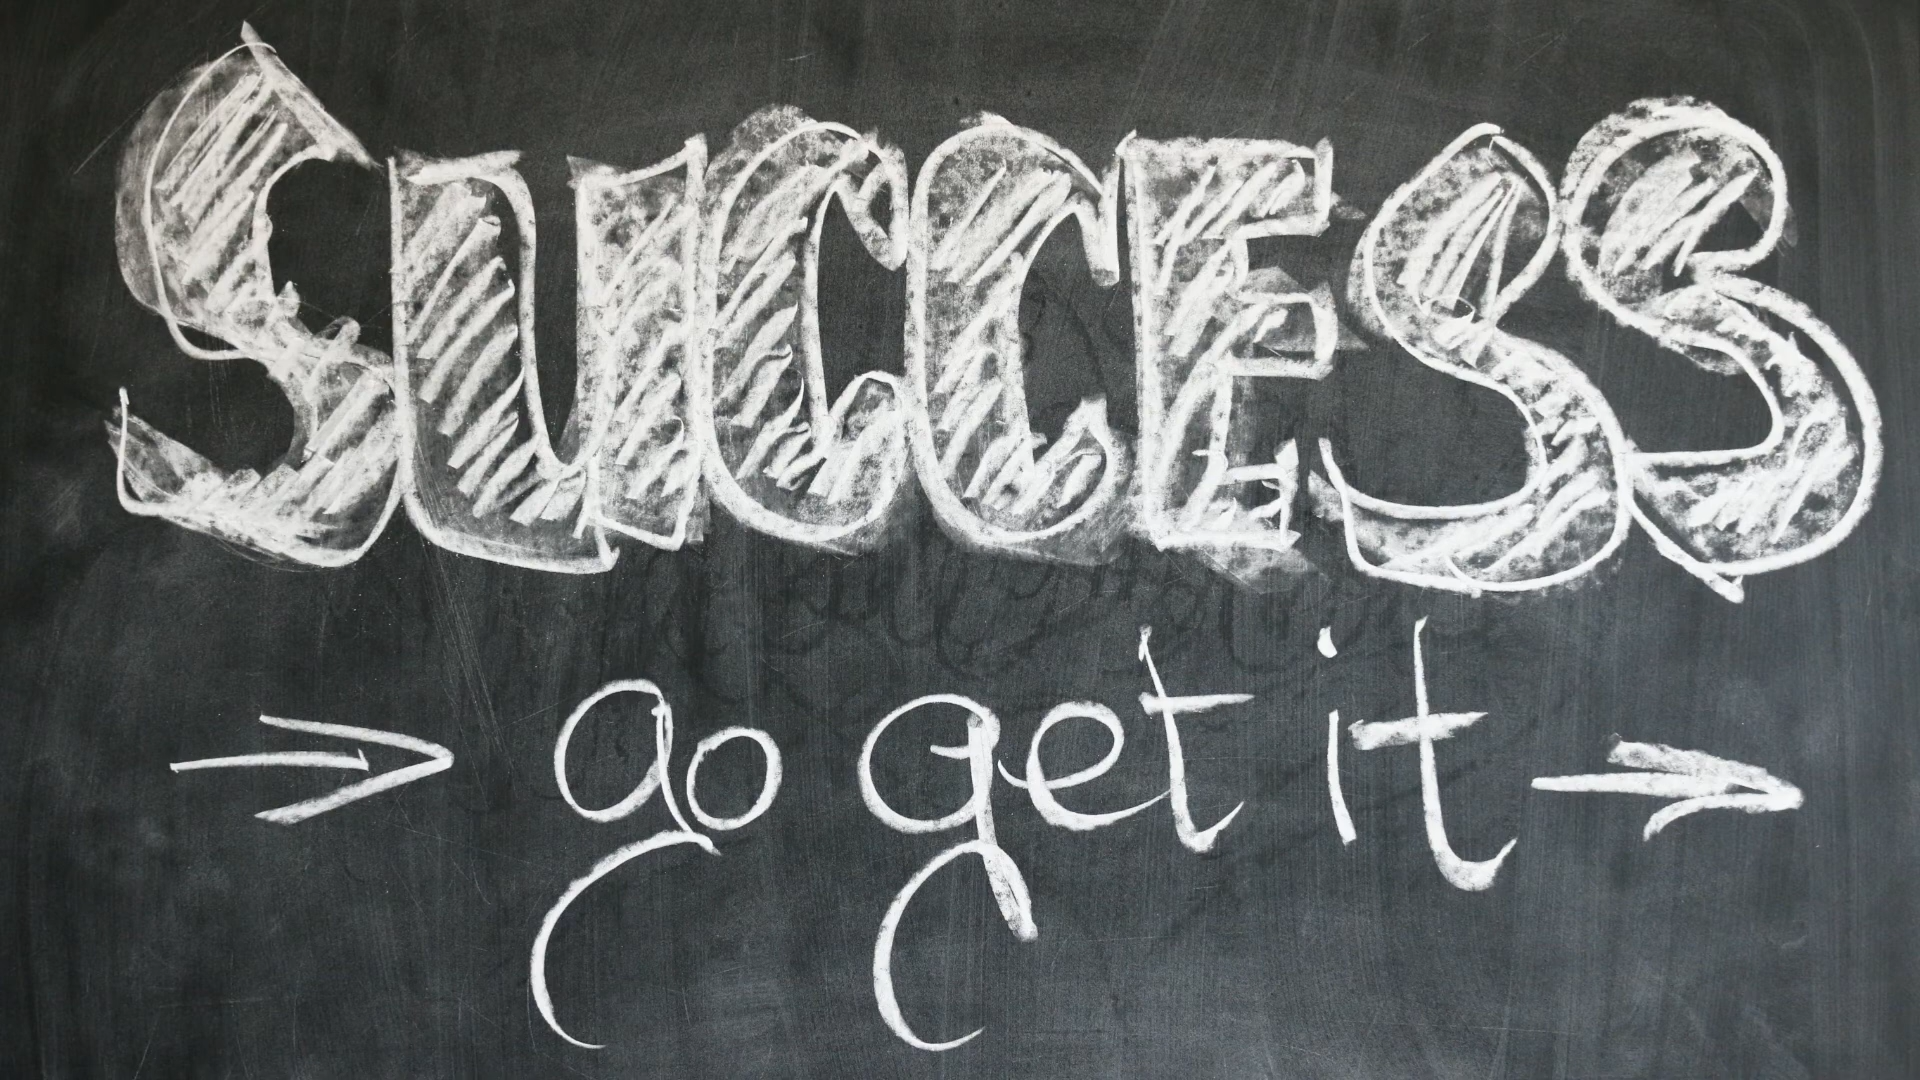 SUCCESS
→ go get it →